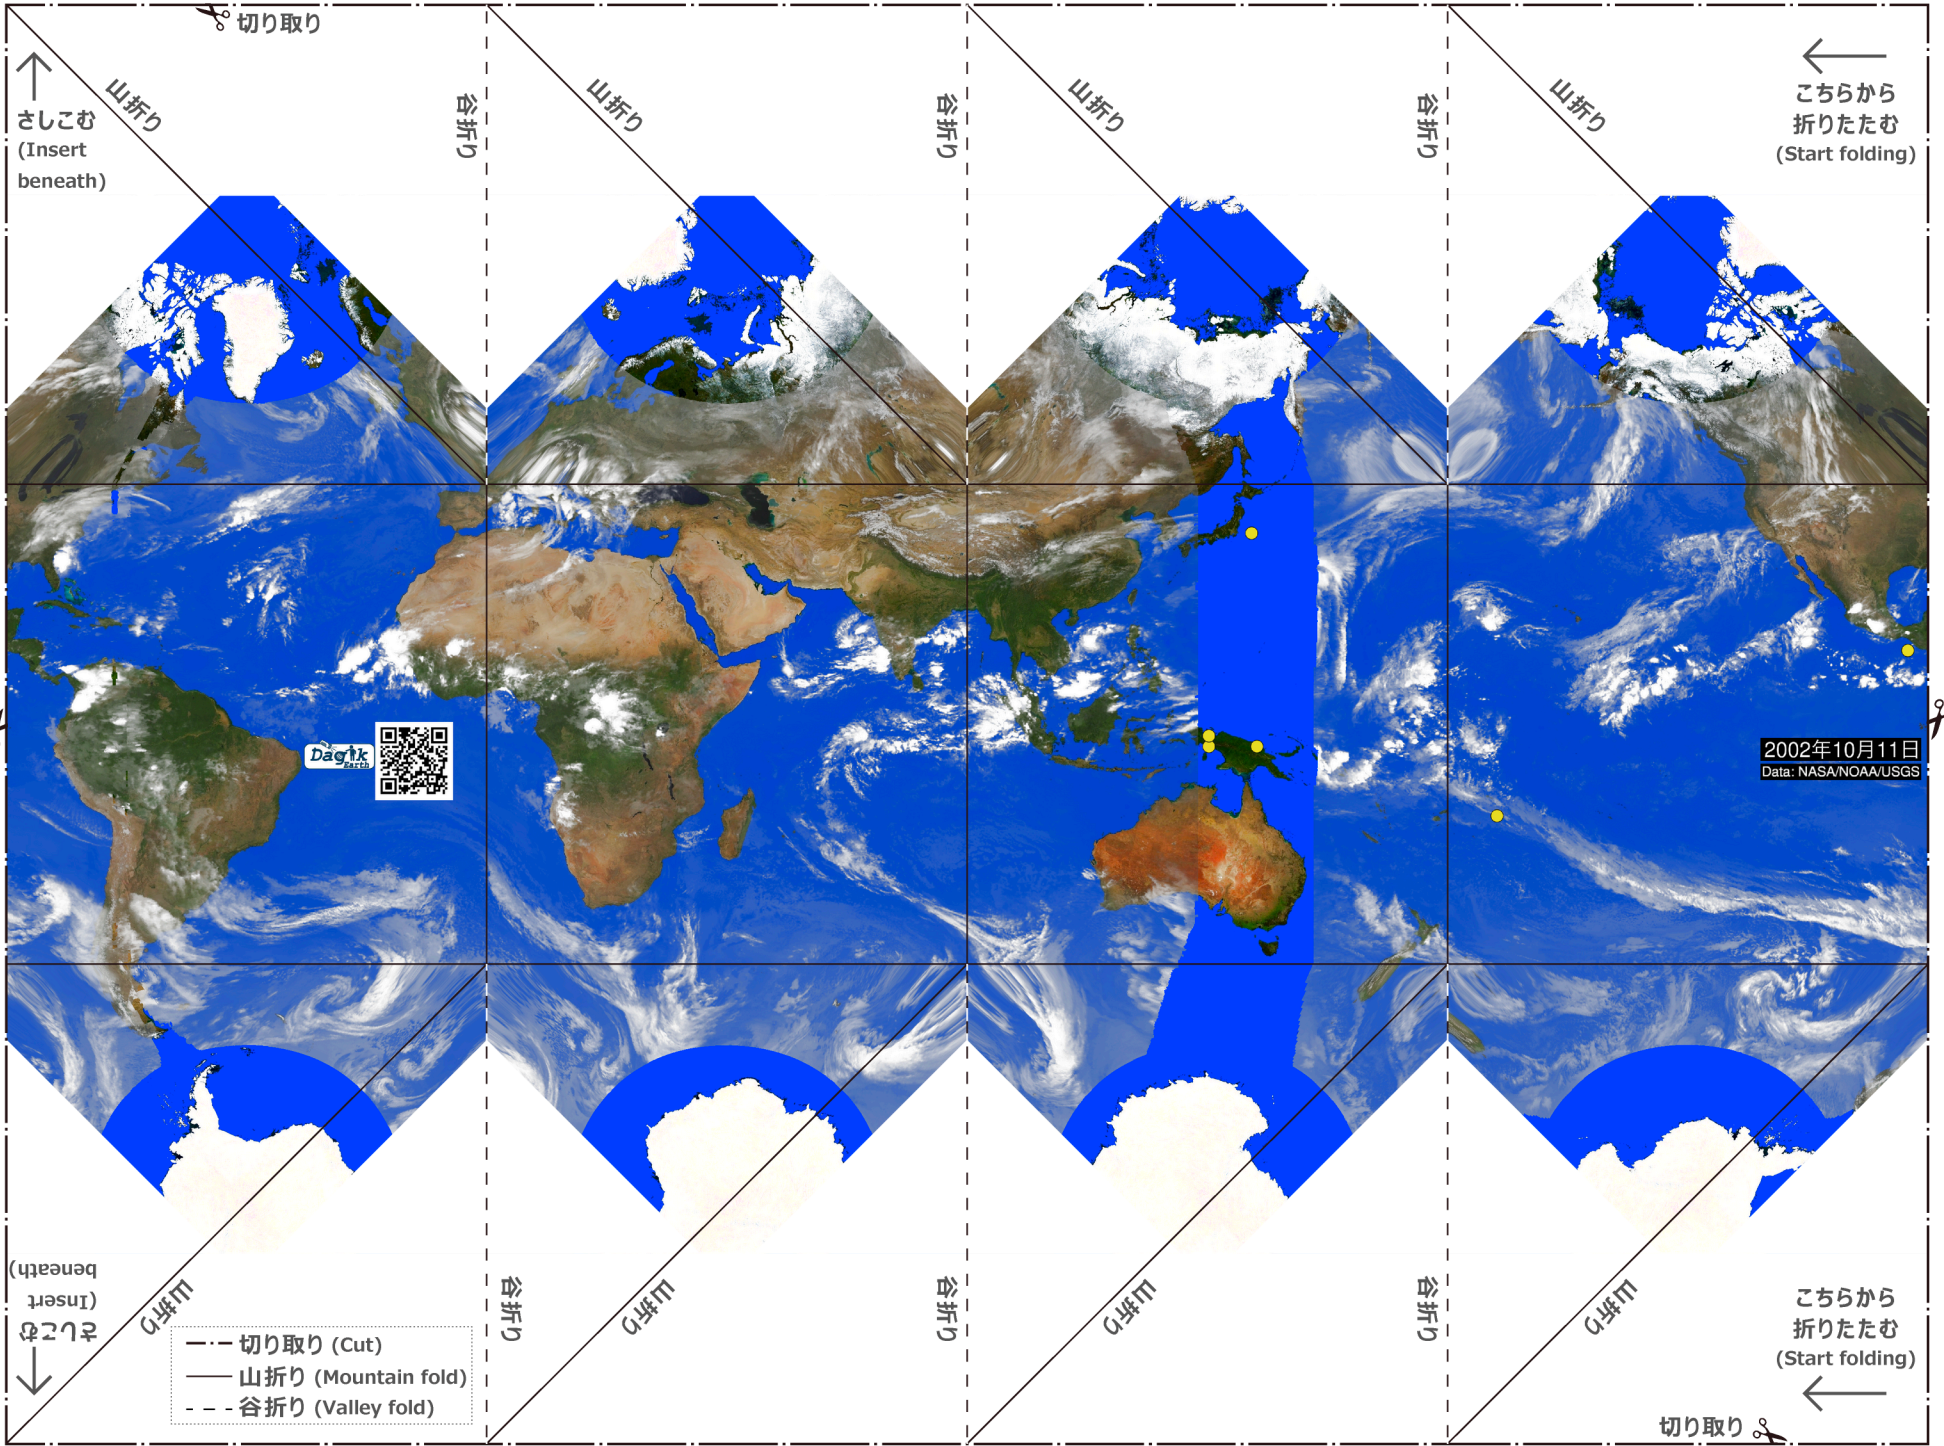 切り取り
山折り
谷折り
山折り
谷折り
山折り
谷折り
山折り
さしこむ
(Insert
beneath)
こちらから
折りたたむ
(Start folding)
Dagik
Earth
2002年10月11日
Data: NASA/NOAA/USGS
さしこむ
(Insert
beneath)
山折り
谷折り
山折り
谷折り
山折り
谷折り
山折り
こちらから
折りたたむ
(Start folding)
切り取り (Cut)
山折り (Mountain fold)
谷折り (Valley fold)
切り取り